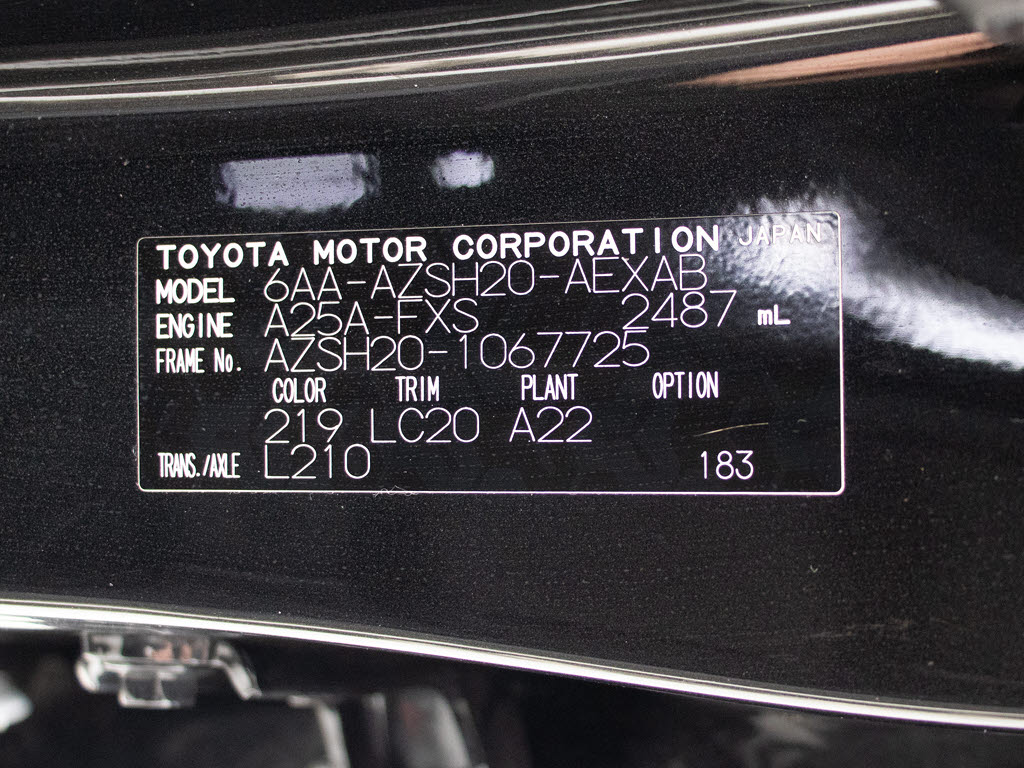 TOYOTA MOTOR CORPORATION JAPAN
MODEL 6AA-AZSH20-AEXAB
ENGINE A25A-FXS 2487 mL
FRAME No. AZSH20-1067725
COLOR TRIM PLANT OPTION
219 LC20 A22
TRANS./AXLE L210 183